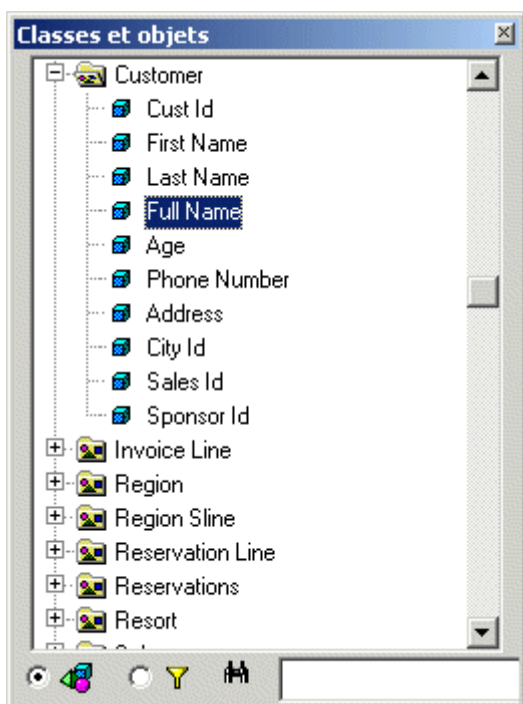 Classes et objets
Customer
Cust Id
First Name
Last Name
Full Name
Age
Phone Number
Address
City Id
Sales Id
Sponsor Id
Invoice Line
Region
Region Sline
Reservation Line
Reservations
Resort